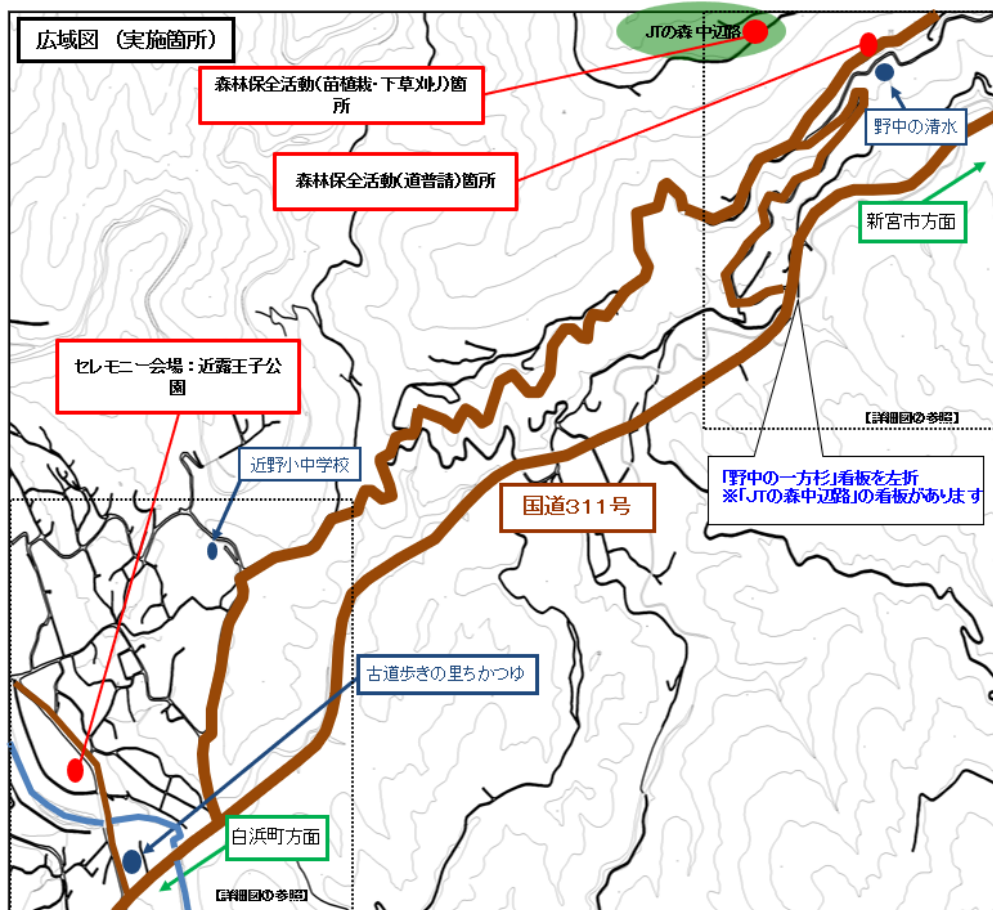 広域図 (実施箇所)
JTの森 中辺路
森林保全活動(苗植栽・下草刈り)箇
所
野中の清水
森林保全活動(道普請)箇所
新宮市方面
セレモニー会場：近露王子公
園
【詳細図②参照】
近野小中学校
「野中の一方杉」看板を左折
※「JTの森中辺路」の看板があります
国道311号
古道歩きの里ちかつゆ
白浜町方面
【詳細図①参照】